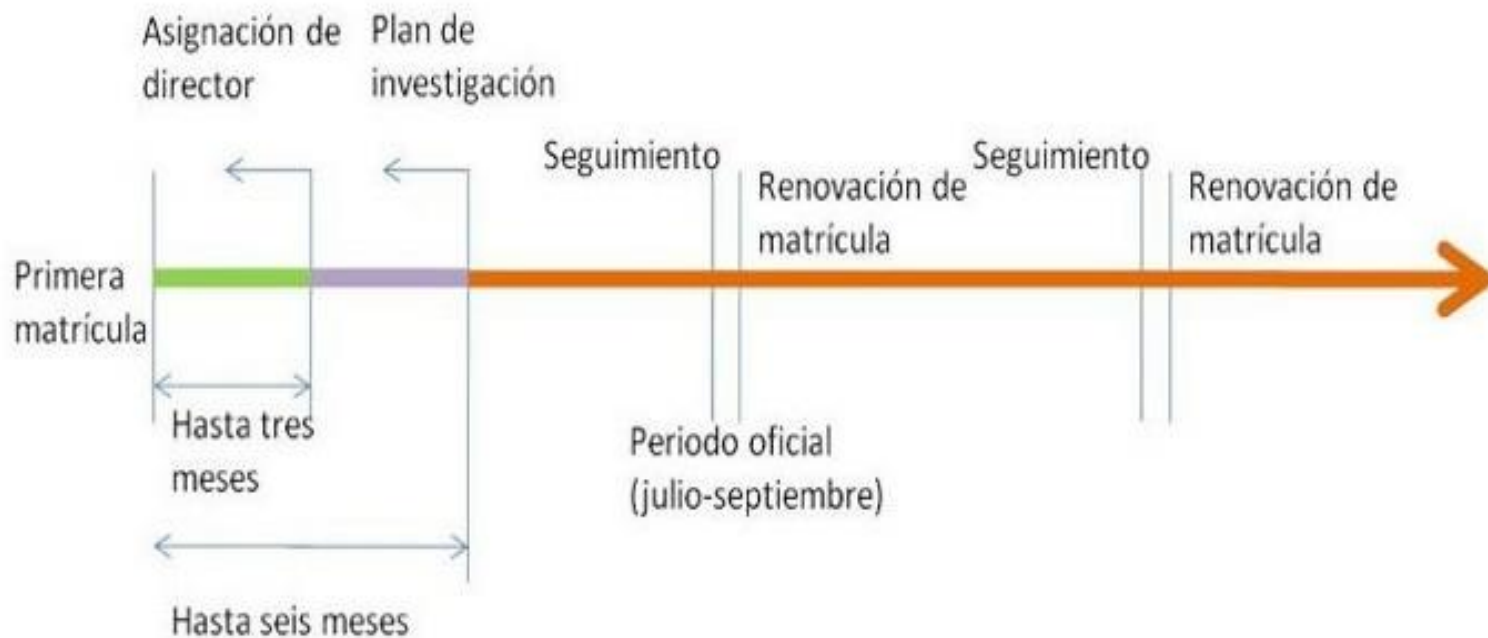 Asignación de
director
Plan de
investigación
Seguimiento
Renovación de
matrícula
Seguimiento
Renovación de
matrícula
Primera
matrícula
Hasta tres
meses
Periodo oficial
(julio-septiembre)
Hasta seis meses